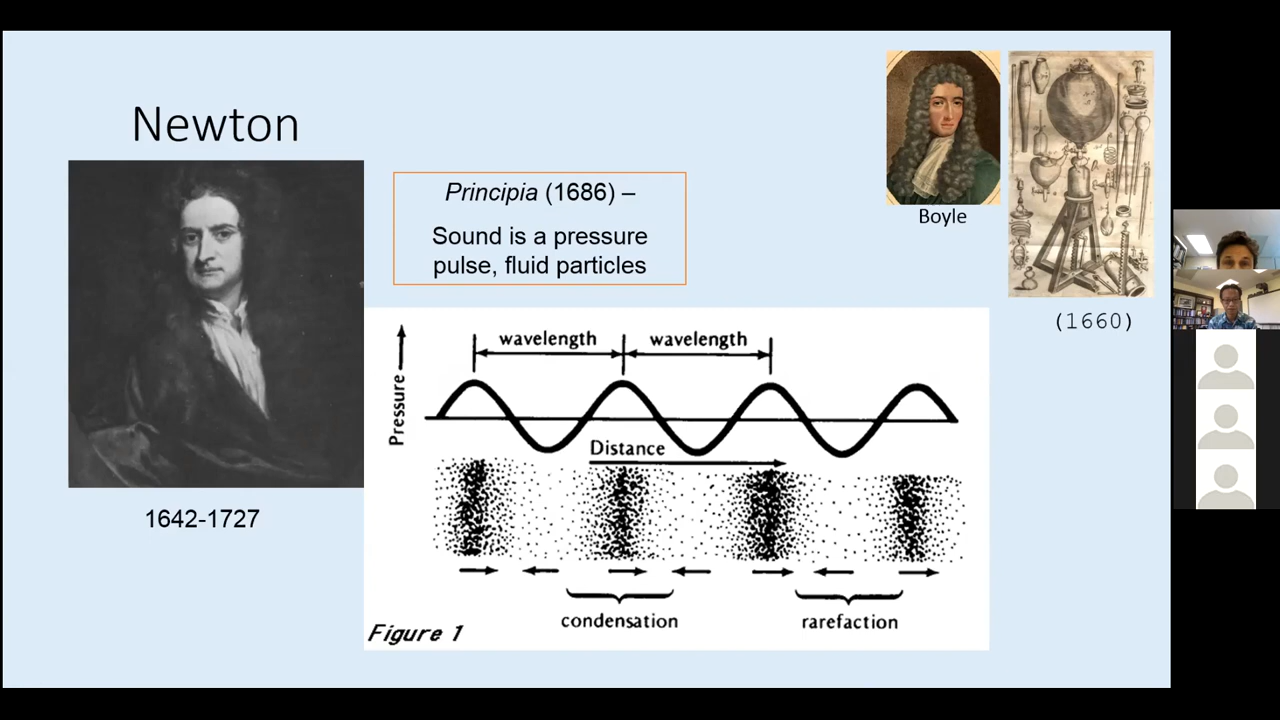 Newton
Principia (1686) –
Sound is a pressure
pulse, fluid particles
Boyle
(1660)
1642-1727
wavelength
wavelength
Pressure
Distance
condensation
rarefaction
Figure 1